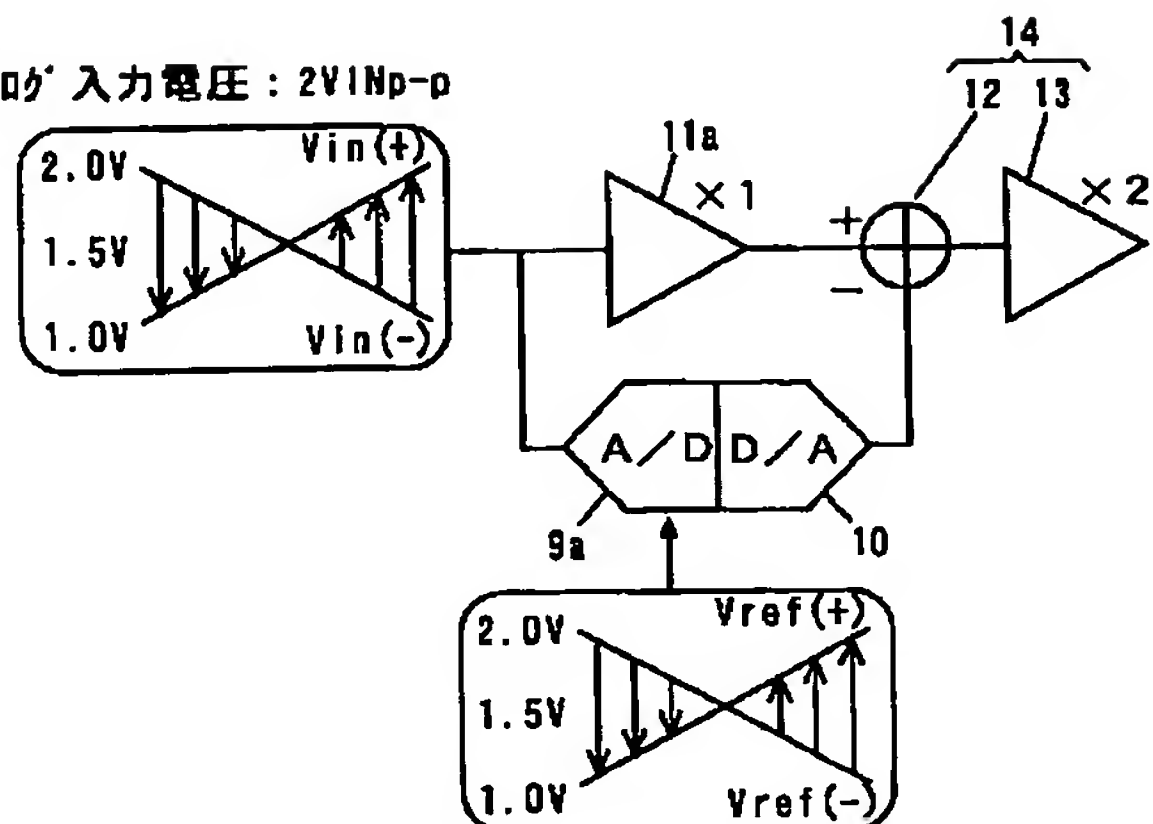 14
12 13
ログ 入力電圧：2VINp-p
2.0V
1.5V
1.0V
Vin(+)
Vin(-)
11a
×1
+
-
×2
A/D
D/A
9a
10
2.0V
1.5V
1.0V
Vref(+)
Vref(-)